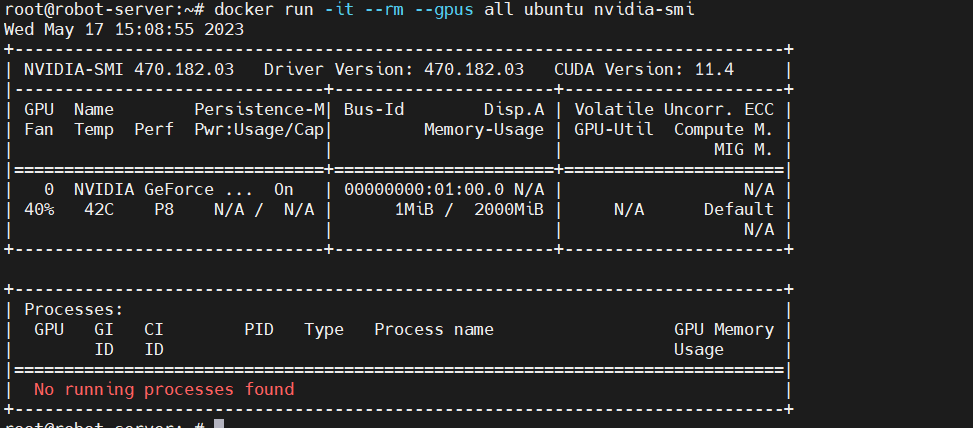 root@robot-server:~# docker run -it --rm --gpus all ubuntu nvidia-smi
Wed May 17 15:08:55 2023
+-----------------------------------------------------------------------------+
| NVIDIA-SMI 470.182.03   Driver Version: 470.182.03   CUDA Version: 11.4     |
|-------------------------------+----------------------+----------------------+
| GPU  Name        Persistence-M| Bus-Id        Disp.A | Volatile Uncorr. ECC |
| Fan  Temp  Perf  Pwr:Usage/Cap|         Memory-Usage | GPU-Util  Compute M. |
|                               |                      |               MIG M. |
|===============================+======================+======================|
|   0  NVIDIA GeForce ...  On   | 00000000:01:00.0 N/A |                  N/A |
| 40%   42C    P8    N/A /  N/A |      1MiB /  2000MiB |     N/A      Default |
|                               |                      |                  N/A |
+-------------------------------+----------------------+----------------------+

+-----------------------------------------------------------------------------+
| Processes:                                                                  |
|  GPU   GI   CI        PID   Type   Process name                  GPU Memory |
|        ID   ID                                                   Usage      |
|=============================================================================|
|  No running processes found                                                 |
+-----------------------------------------------------------------------------+
root@robot-server:~#